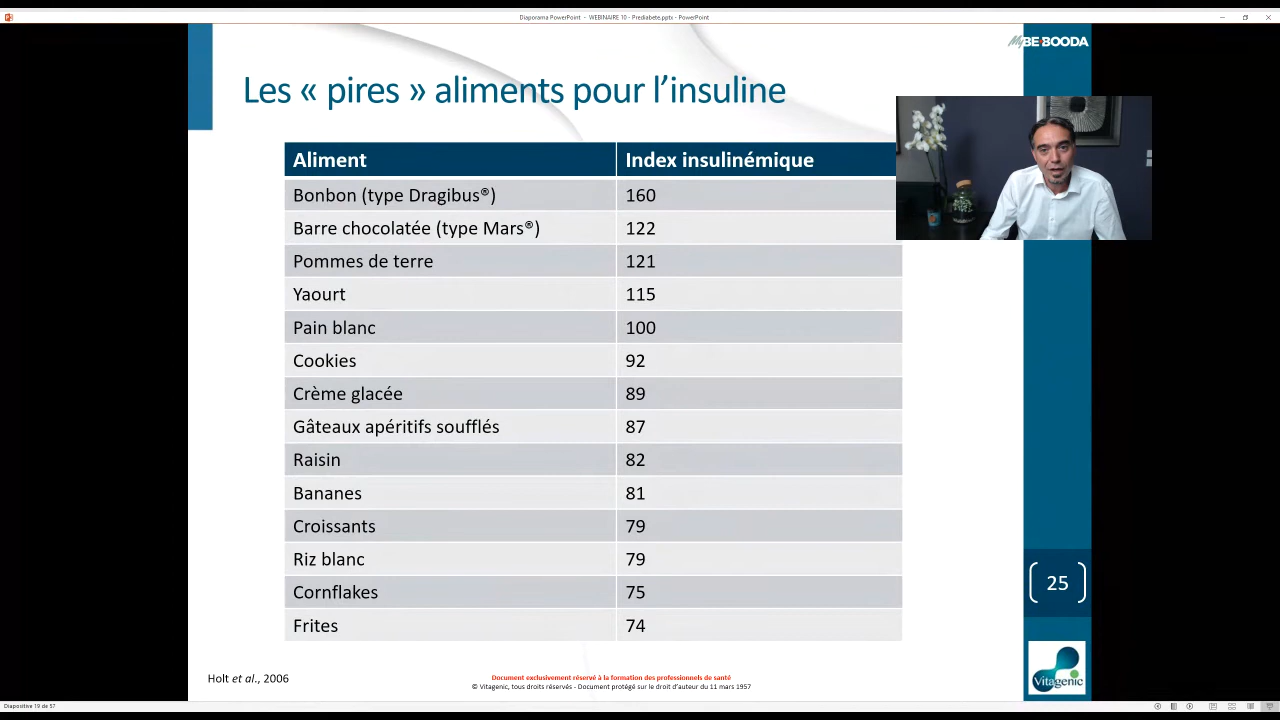 Diaporama PowerPoint - WEBINAIRE 10 - Prediabete.pptx - PowerPoint
MyBE-BOODA
Les « pires » aliments pour l'insuline
Aliment Index insulinémique
Bonbon (type Dragibus®) 160
Barre chocolatée (type Mars®) 122
Pommes de terre 121
Yaourt 115
Pain blanc 100
Cookies 92
Crème glacée 89
Gâteaux apéritifs soufflés 87
Raisin 82
Bananes 81
Croissants 79
Riz blanc 79
Cornflakes 75
Frites 74
25
Holt et al., 2006
Document exclusivement réservé à la formation des professionnels de santé
© Vitagenic, tous droits réservés - Document protégé sur le droit d'auteur du 11 mars 1957
Vitagenic
Diapositive 19 de 57